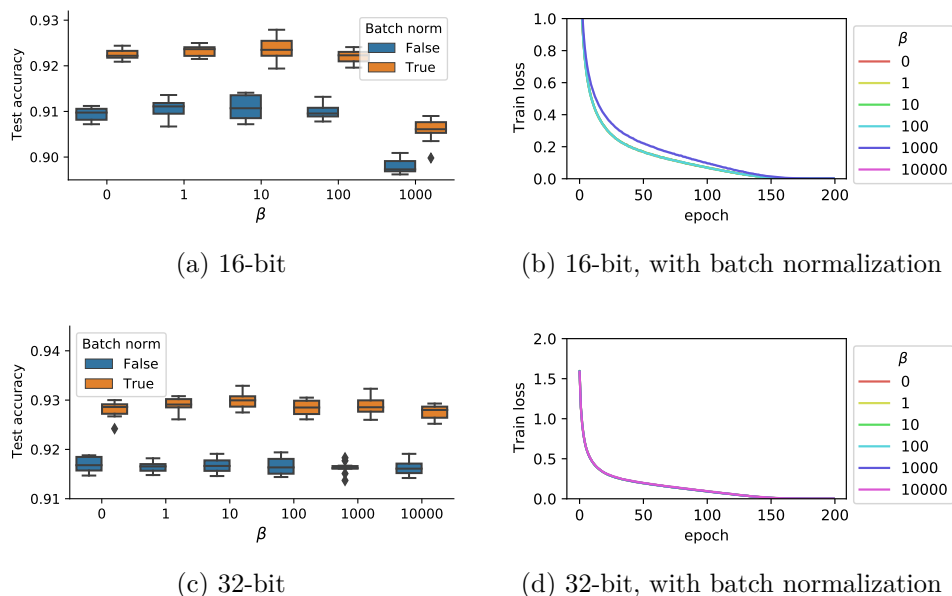 0.93
0.92
0.91
0.90
Test accuracy
Batch norm
False
True
0 1 10 100 1000
β
(a) 16-bit
1.0
0.8
0.6
0.4
0.2
0.0
Train loss
0 50 100 150 200
epoch
β
0
1
10
100
1000
10000
(b) 16-bit, with batch normalization
0.94
0.93
0.92
0.91
Test accuracy
Batch norm
False
True
0 1 10 100 1000 10000
β
(c) 32-bit
2.0
1.5
1.0
0.5
0.0
Train loss
0 50 100 150 200
epoch
β
0
1
10
100
1000
10000
(d) 32-bit, with batch normalization